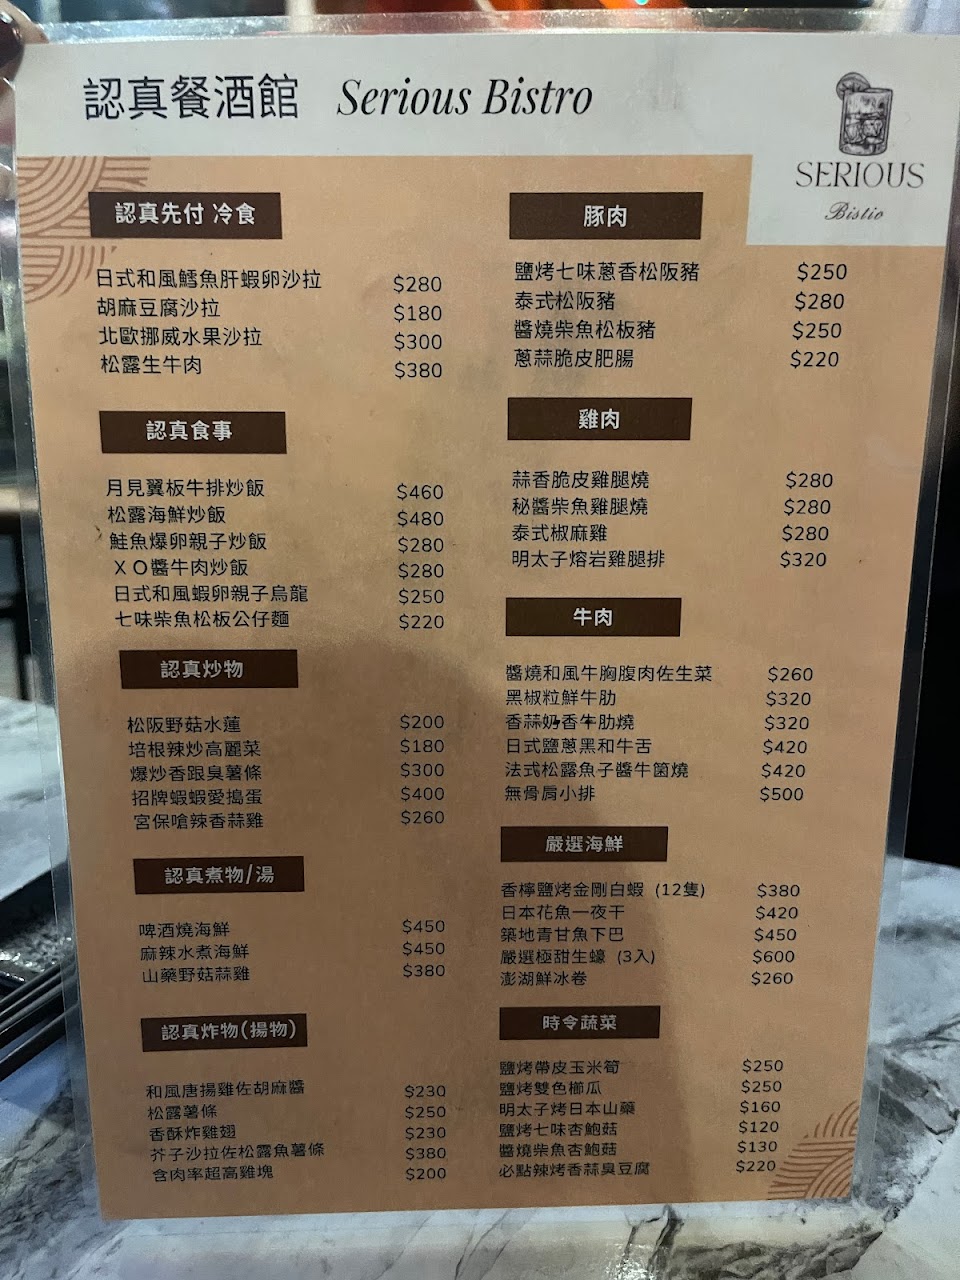 認真餐酒館 Serious Bistro
SERIOUS
Bistio
認真先付 冷食
日式和風鱈魚肝蝦卵沙拉 $280
胡麻豆腐沙拉 $180
北歐挪威水果沙拉 $300
松露生牛肉 $380
認真食事
月見翼板牛排炒飯 $460
松露海鮮炒飯 $480
鮭魚爆卵親子炒飯 $280
ＸＯ醬牛肉炒飯 $280
日式和風蝦卵親子烏龍 $250
七味柴魚松板公仔麵 $220
認真炒物
松阪野菇水蓮 $200
培根辣炒高麗菜 $180
爆炒香跟臭薯條 $300
招牌蝦蝦愛搗蛋 $400
宮保嗆辣香蒜雞 $260
認真煮物/湯
啤酒燒海鮮 $450
麻辣水煮海鮮 $450
山藥野菇蒜雞 $380
認真炸物(揚物)
和風唐揚雞佐胡麻醬 $230
松露薯條 $250
香酥炸雞翅 $230
芥子沙拉佐松露魚薯條 $380
含肉率超高雞塊 $200
豚肉
鹽烤七味蔥香松阪豬 $250
泰式松阪豬 $280
醬燒柴魚松板豬 $250
蔥蒜脆皮肥腸 $220
雞肉
蒜香脆皮雞腿燒 $280
秘醬柴魚雞腿燒 $280
泰式椒麻雞 $280
明太子熔岩雞腿排 $320
牛肉
醬燒和風牛胸腹肉佐生菜 $260
黑椒粒鮮牛肋 $320
香蒜奶香牛肋燒 $320
日式鹽蔥黑和牛舌 $420
法式松露魚子醬牛箇燒 $420
無骨肩小排 $500
嚴選海鮮
香檸鹽烤金剛白蝦 (12隻) $380
日本花魚一夜干 $420
築地青甘魚下巴 $450
嚴選極甜生蠔 (3入) $600
澎湖鮮冰卷 $260
時令蔬菜
鹽烤帶皮玉米筍 $250
鹽烤雙色櫛瓜 $250
明太子烤日本山藥 $160
鹽烤七味杏鮑菇 $120
醬燒柴魚杏鮑菇 $130
必點辣烤香蒜臭豆腐 $220